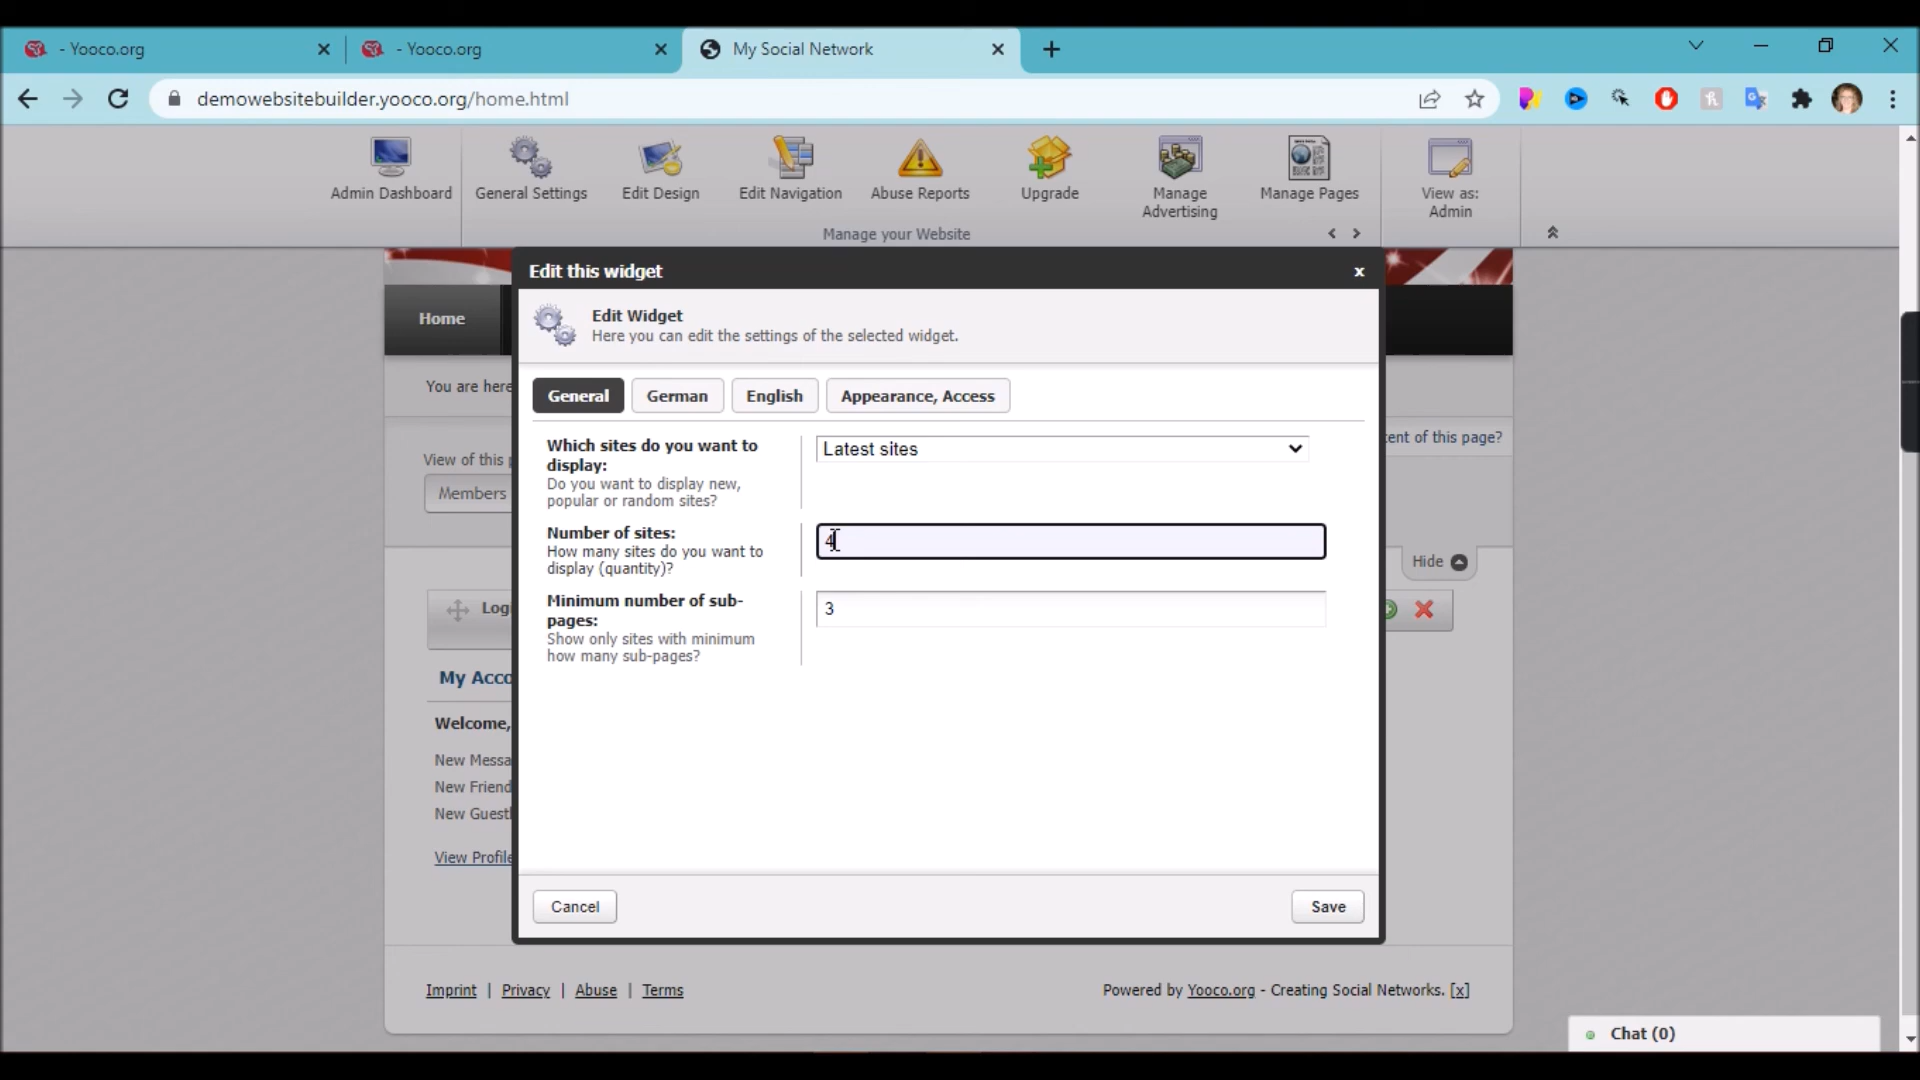 - Yooco.org
- Yooco.org
My Social Network
demowebsitebuilder.yooco.org/home.html
Admin Dashboard
General Settings
Edit Design
Edit Navigation
Abuse Reports
Upgrade
Manage Advertising
Manage Pages
View as: Admin
Manage your Website
Edit this widget
x
Home
Edit Widget
Here you can edit the settings of the selected widget.
You are here
General
German
English
Appearance, Access
Which sites do you want to
display:
Do you want to display new,
popular or random sites?
Latest sites
ent of this page?
View of this
Members
Number of sites:
How many sites do you want to
display (quantity)?
4
Hide
Minimum number of sub-
pages:
Show only sites with minimum
how many sub-pages?
3
Logi
My Acco
Welcome,
New Messa
New Friend
New Guest
View Profile
Cancel
Save
Imprint | Privacy | Abuse | Terms
Powered by Yooco.org - Creating Social Networks. [x]
Chat (0)